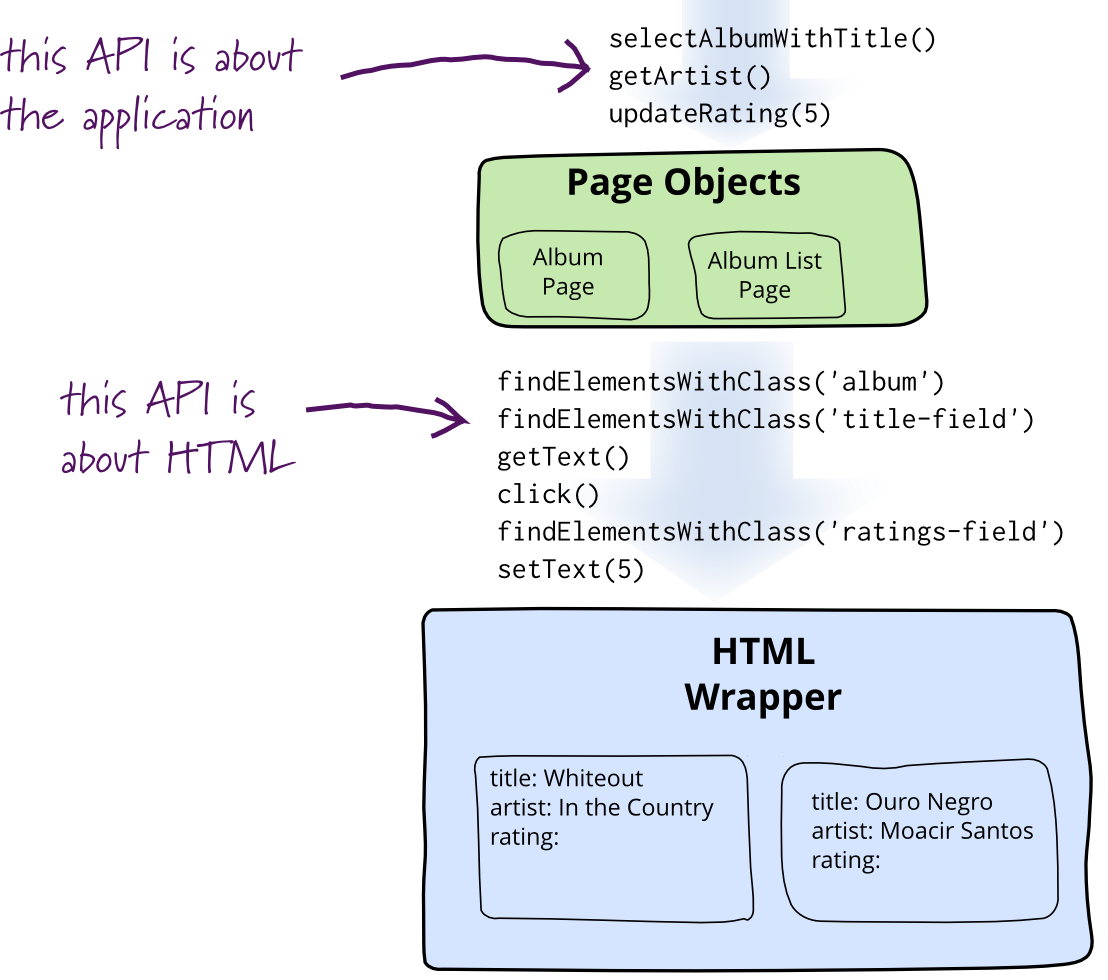 this API is about
the application
selectAlbumWithTitle()
getArtist()
updateRating(5)
Page Objects
Album
Page
Album List
Page
this API is
about HTML
findElementsWithClass('album')
findElementsWithClass('title-field')
getText()
click()
findElementsWithClass('ratings-field')
setText(5)
HTML
Wrapper
title: Whiteout
artist: In the Country
rating:
title: Ouro Negro
artist: Moacir Santos
rating: